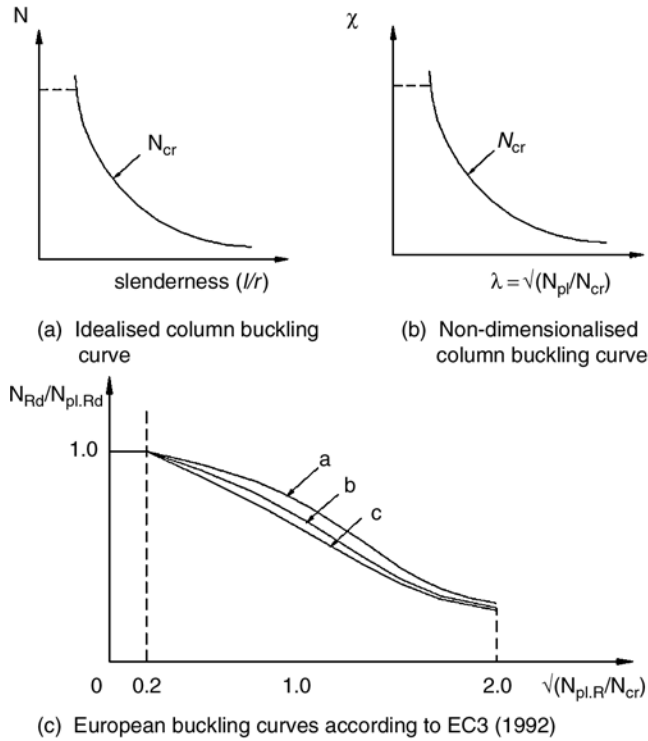 N
N_cr
slenderness (l/r)
(a) Idealised column buckling
curve
χ
N_cr
λ = √(N_pl/N_cr)
(b) Non-dimensionalised
column buckling curve
N_Rd/N_pl.Rd
1.0
a
b
c
0 0.2 1.0 2.0 √(N_pl.R/N_cr)
(c) European buckling curves according to EC3 (1992)